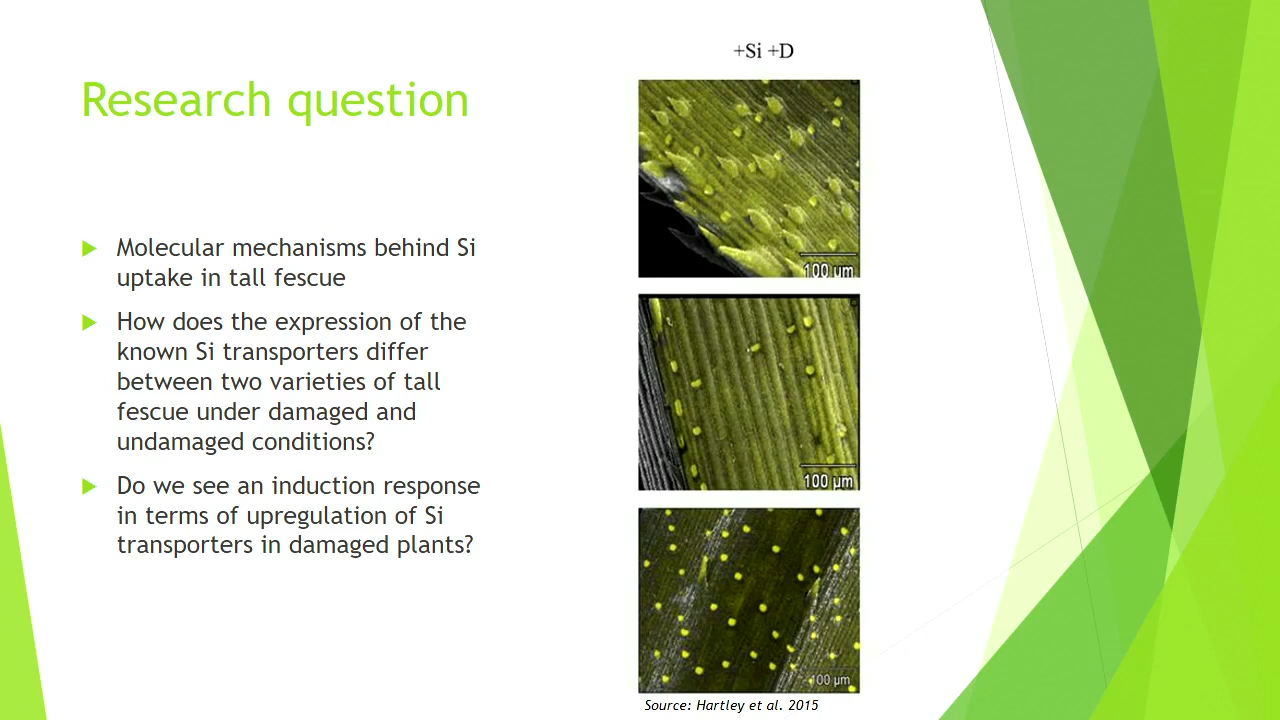 Research question
Molecular mechanisms behind Si
uptake in tall fescue
How does the expression of the
known Si transporters differ
between two varieties of tall
fescue under damaged and
undamaged conditions?
Do we see an induction response
in terms of upregulation of Si
transporters in damaged plants?
+Si +D
100 µm
100 µm
100 µm
Source: Hartley et al. 2015